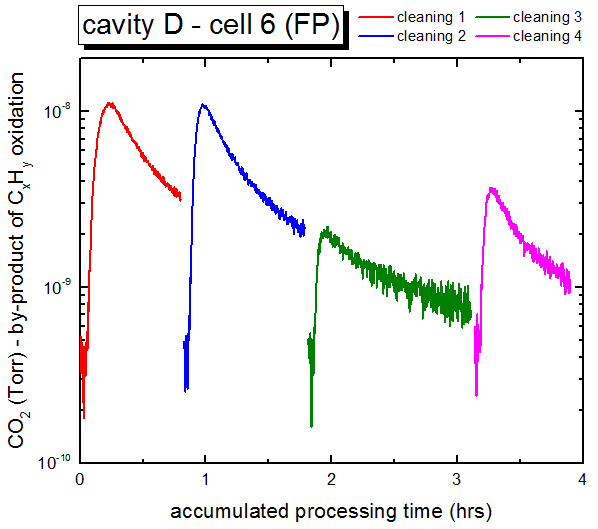 cavity D - cell 6 (FP)
cleaning 1
cleaning 2
cleaning 3
cleaning 4
CO2 (Torr) - by-product of CxHy oxidation
10-8
10-9
10-10
0 1 2 3 4
accumulated processing time (hrs)